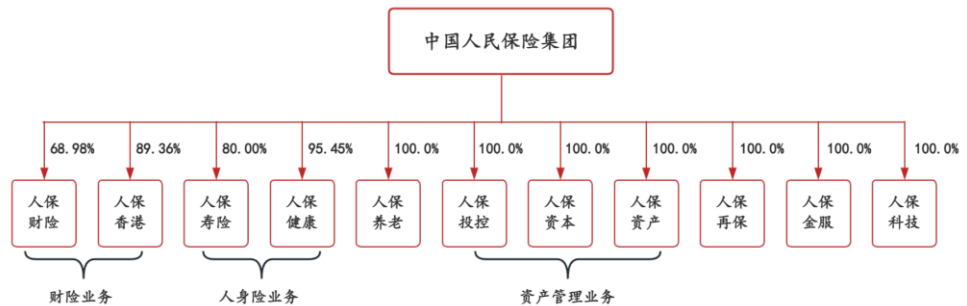 中国人民保险集团
68.98%
89.36%
80.00%
95.45%
100.0%
100.0%
100.0%
100.0%
100.0%
100.0%
100.0%
人保
财险
人保
香港
人保
寿险
人保
健康
人保
养老
人保
投控
人保
资本
人保
资产
人保
再保
人保
金服
人保
科技
财险业务
人身险业务
资产管理业务